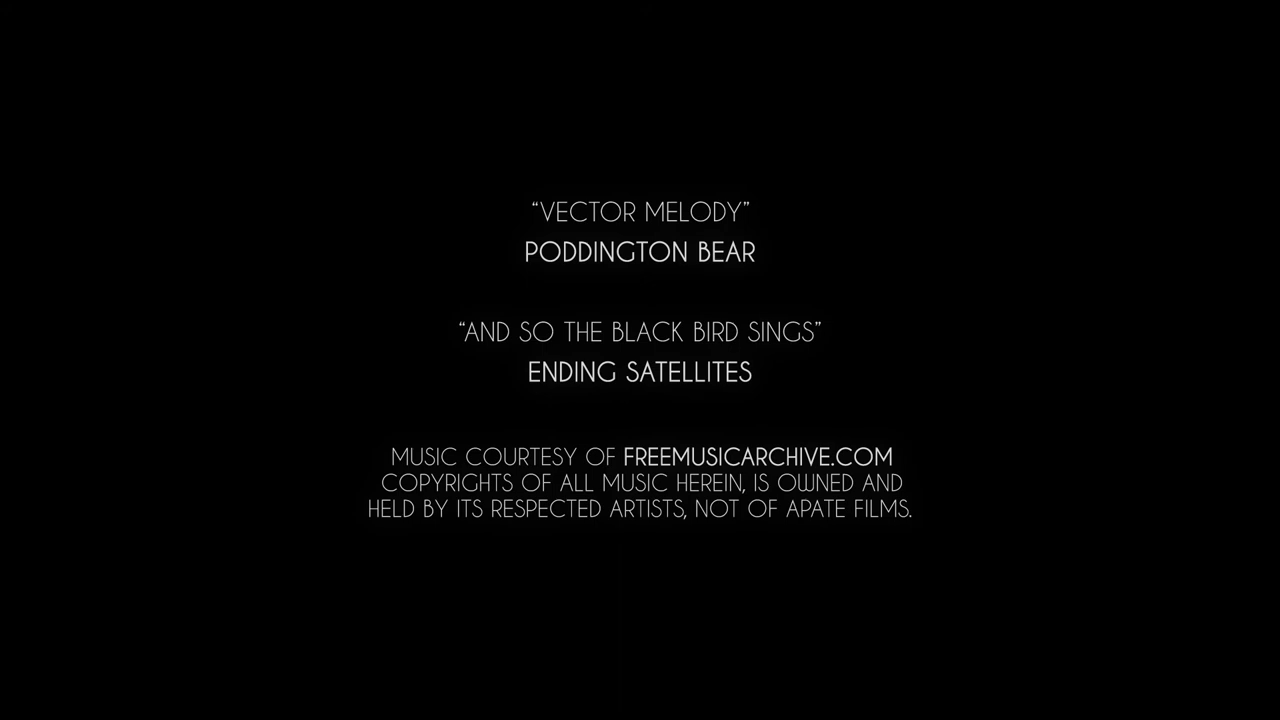 “VECTOR MELODY”
PODDINGTON BEAR
“AND SO THE BLACK BIRD SINGS”
ENDING SATELLITES
MUSIC COURTESY OF FREEMUSICARCHIVE.COM
COPYRIGHTS OF ALL MUSIC HEREIN, IS OWNED AND
HELD BY ITS RESPECTED ARTISTS, NOT OF APATE FILMS.